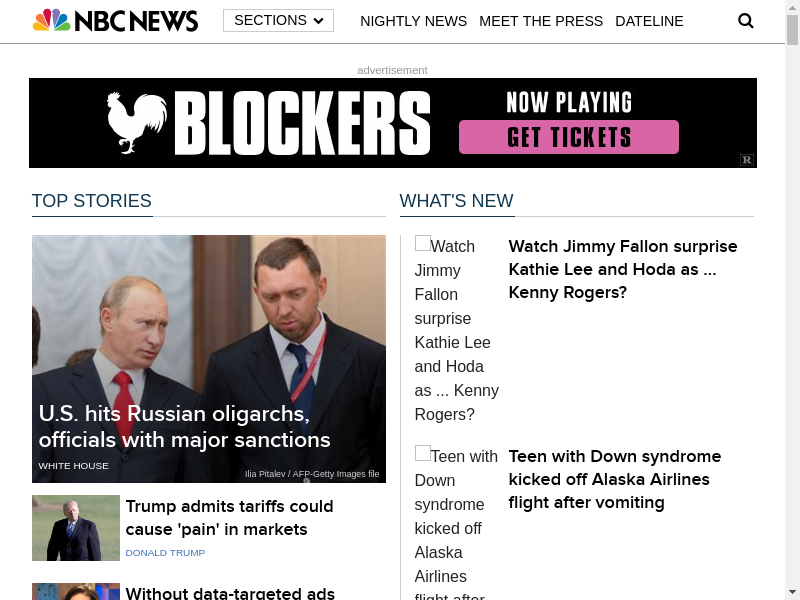 NBC NEWS
SECTIONS
NIGHTLY NEWS MEET THE PRESS DATELINE
advertisement
BLOCKERS
NOW PLAYING
GET TICKETS
R
TOP STORIES
U.S. hits Russian oligarchs,
officials with major sanctions
WHITE HOUSE
Ilia Pitalev / AFP-Getty Images file
Trump admits tariffs could
cause 'pain' in markets
DONALD TRUMP
Without data-targeted ads
WHAT'S NEW
Watch
Jimmy
Fallon
surprise
Kathie Lee
and Hoda
as ... Kenny
Rogers?
Watch Jimmy Fallon surprise
Kathie Lee and Hoda as ...
Kenny Rogers?
Teen with
Down
syndrome
kicked off
Alaska
Airlines
flight after
Teen with Down syndrome
kicked off Alaska Airlines
flight after vomiting